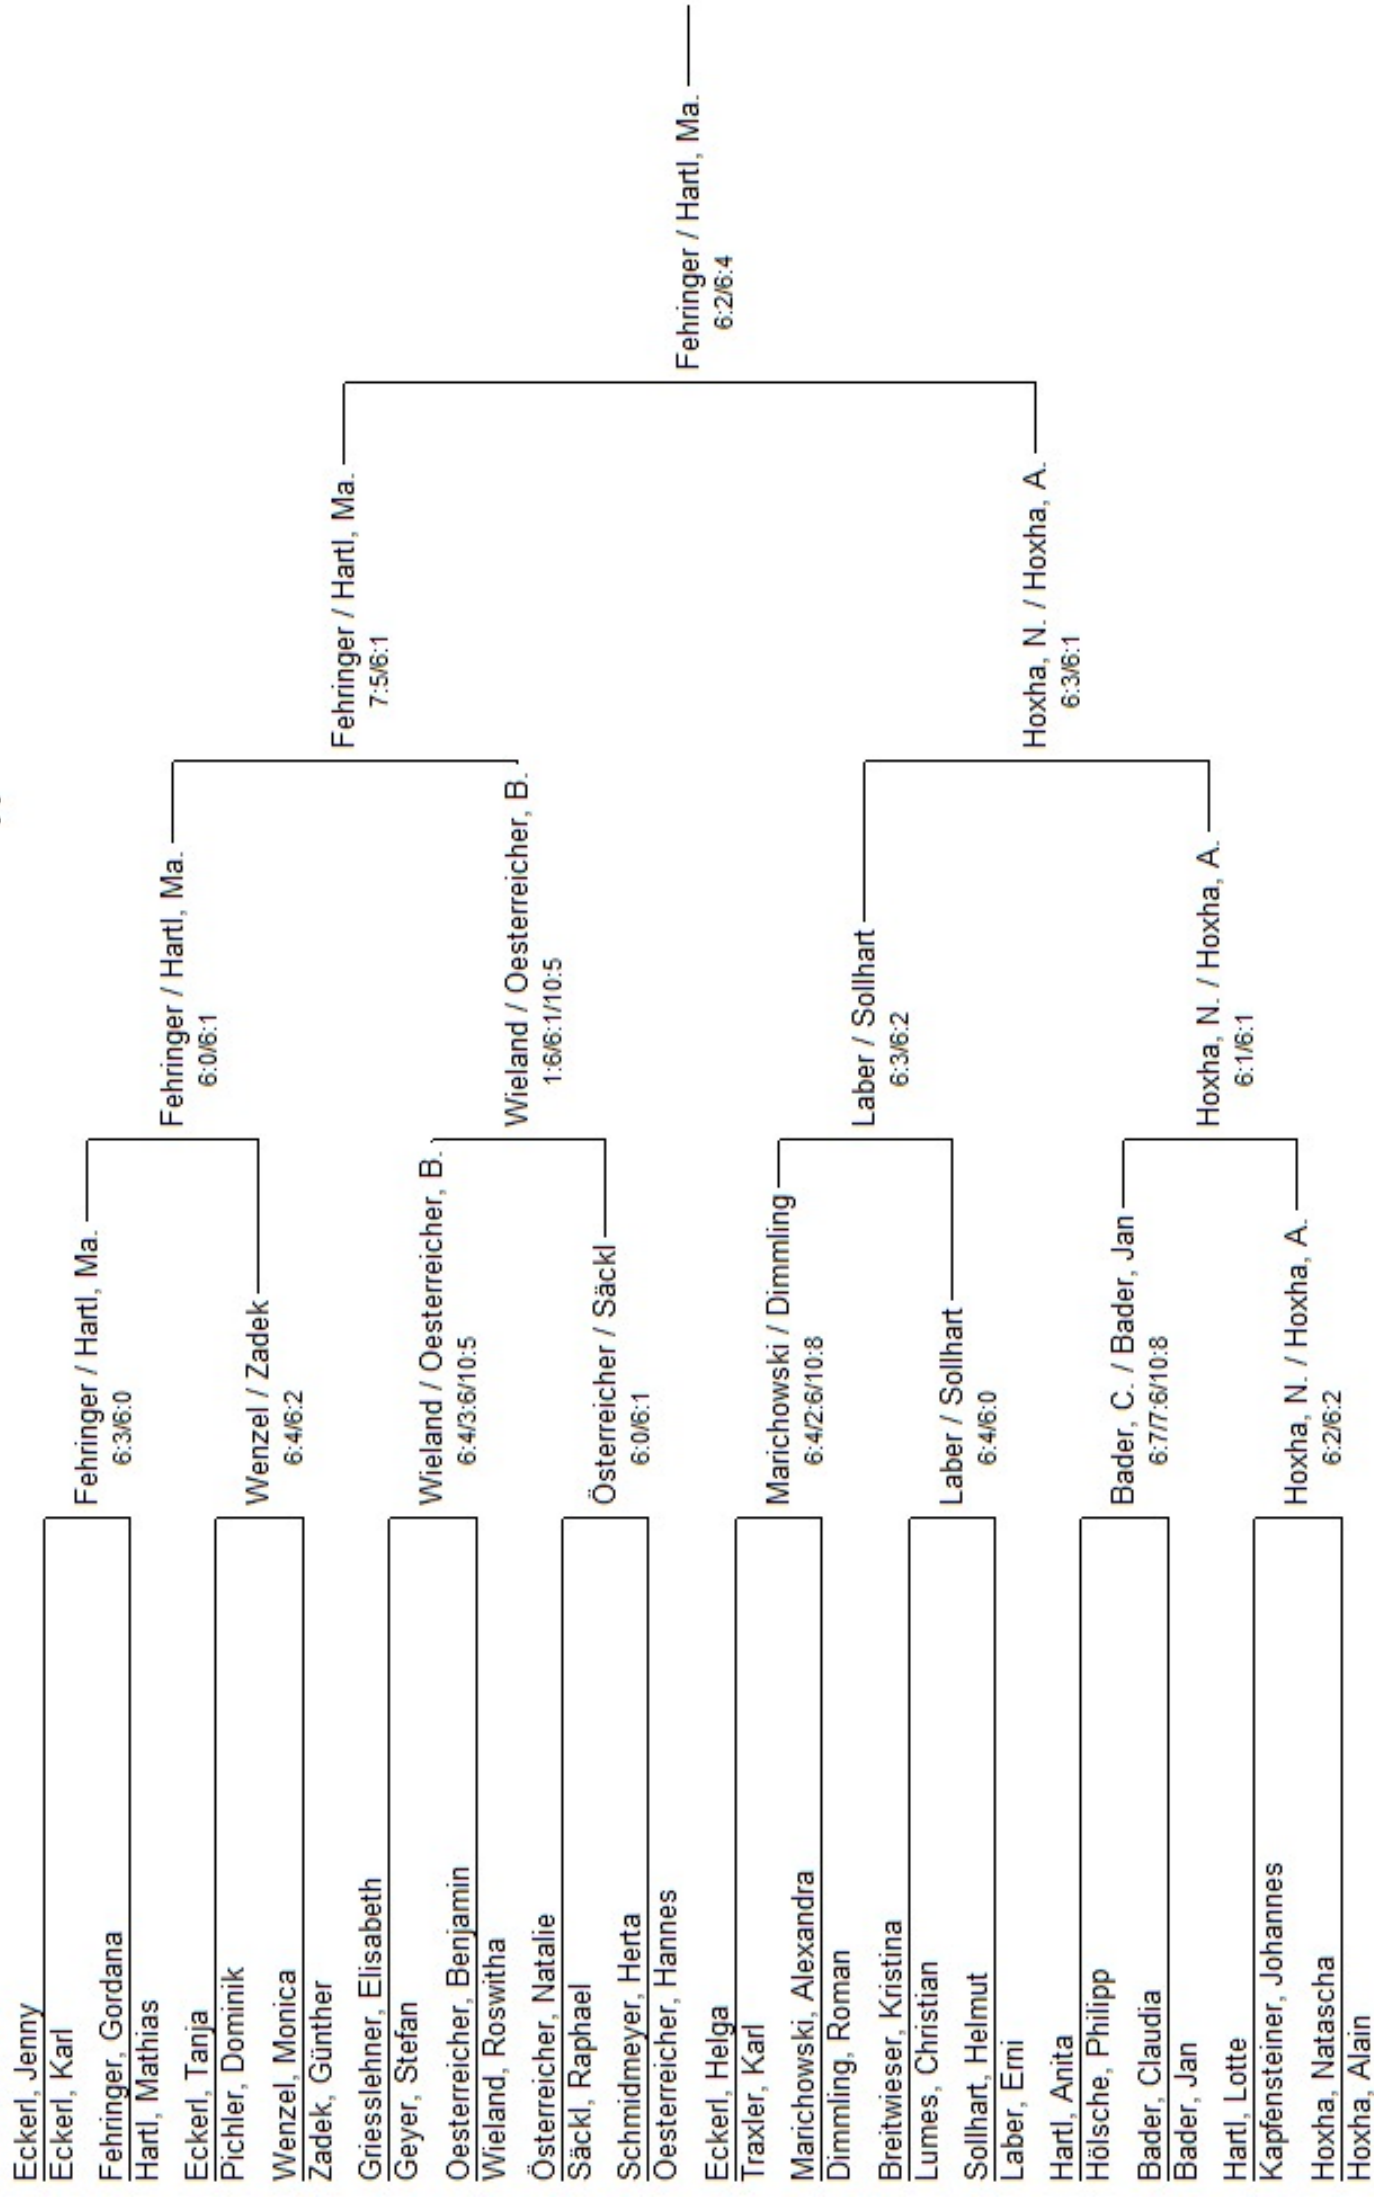 Eckerl, Jenny
Eckerl, Karl
Fehringer, Gordana
Hartl, Mathias
Eckerl, Tanja
Pichler, Dominik
Wenzel, Monica
Zadek, Günther
Griesslehner, Elisabeth
Geyer, Stefan
Oesterreicher, Benjamin
Wieland, Roswitha
Österreicher, Natalie
Säckl, Raphael
Schmidmeyer, Herta
Oesterreicher, Hannes
Eckerl, Helga
Traxler, Karl
Marichowski, Alexandra
Dimmling, Roman
Breitwieser, Kristina
Lumes, Christian
Sollhart, Helmut
Laber, Erni
Hartl, Anita
Hölsche, Philipp
Bader, Claudia
Bader, Jan
Hartl, Lotte
Kapfensteiner, Johannes
Hoxha, Natascha
Hoxha, Alain
Fehringer / Hartl, Ma.
6:3/6:0
Wenzel / Zadek
6:4/6:2
Wieland / Oesterreicher, B.
6:4/3:6/10:5
Österreicher / Säckl
6:0/6:1
Marichowski / Dimmling
6:4/2:6/10:8
Laber / Sollhart
6:4/6:0
Bader, C. / Bader, Jan
6:7/7:6/10:8
Hoxha, N. / Hoxha, A.
6:2/6:2
Fehringer / Hartl, Ma.
6:0/6:1
Wieland / Oesterreicher, B.
1:6/6:1/10:5
Laber / Sollhart
6:3/6:2
Hoxha, N. / Hoxha, A.
6:1/6:1
Fehringer / Hartl, Ma.
7:5/6:1
Hoxha, N. / Hoxha, A.
6:3/6:1
Fehringer / Hartl, Ma.
6:2/6:4